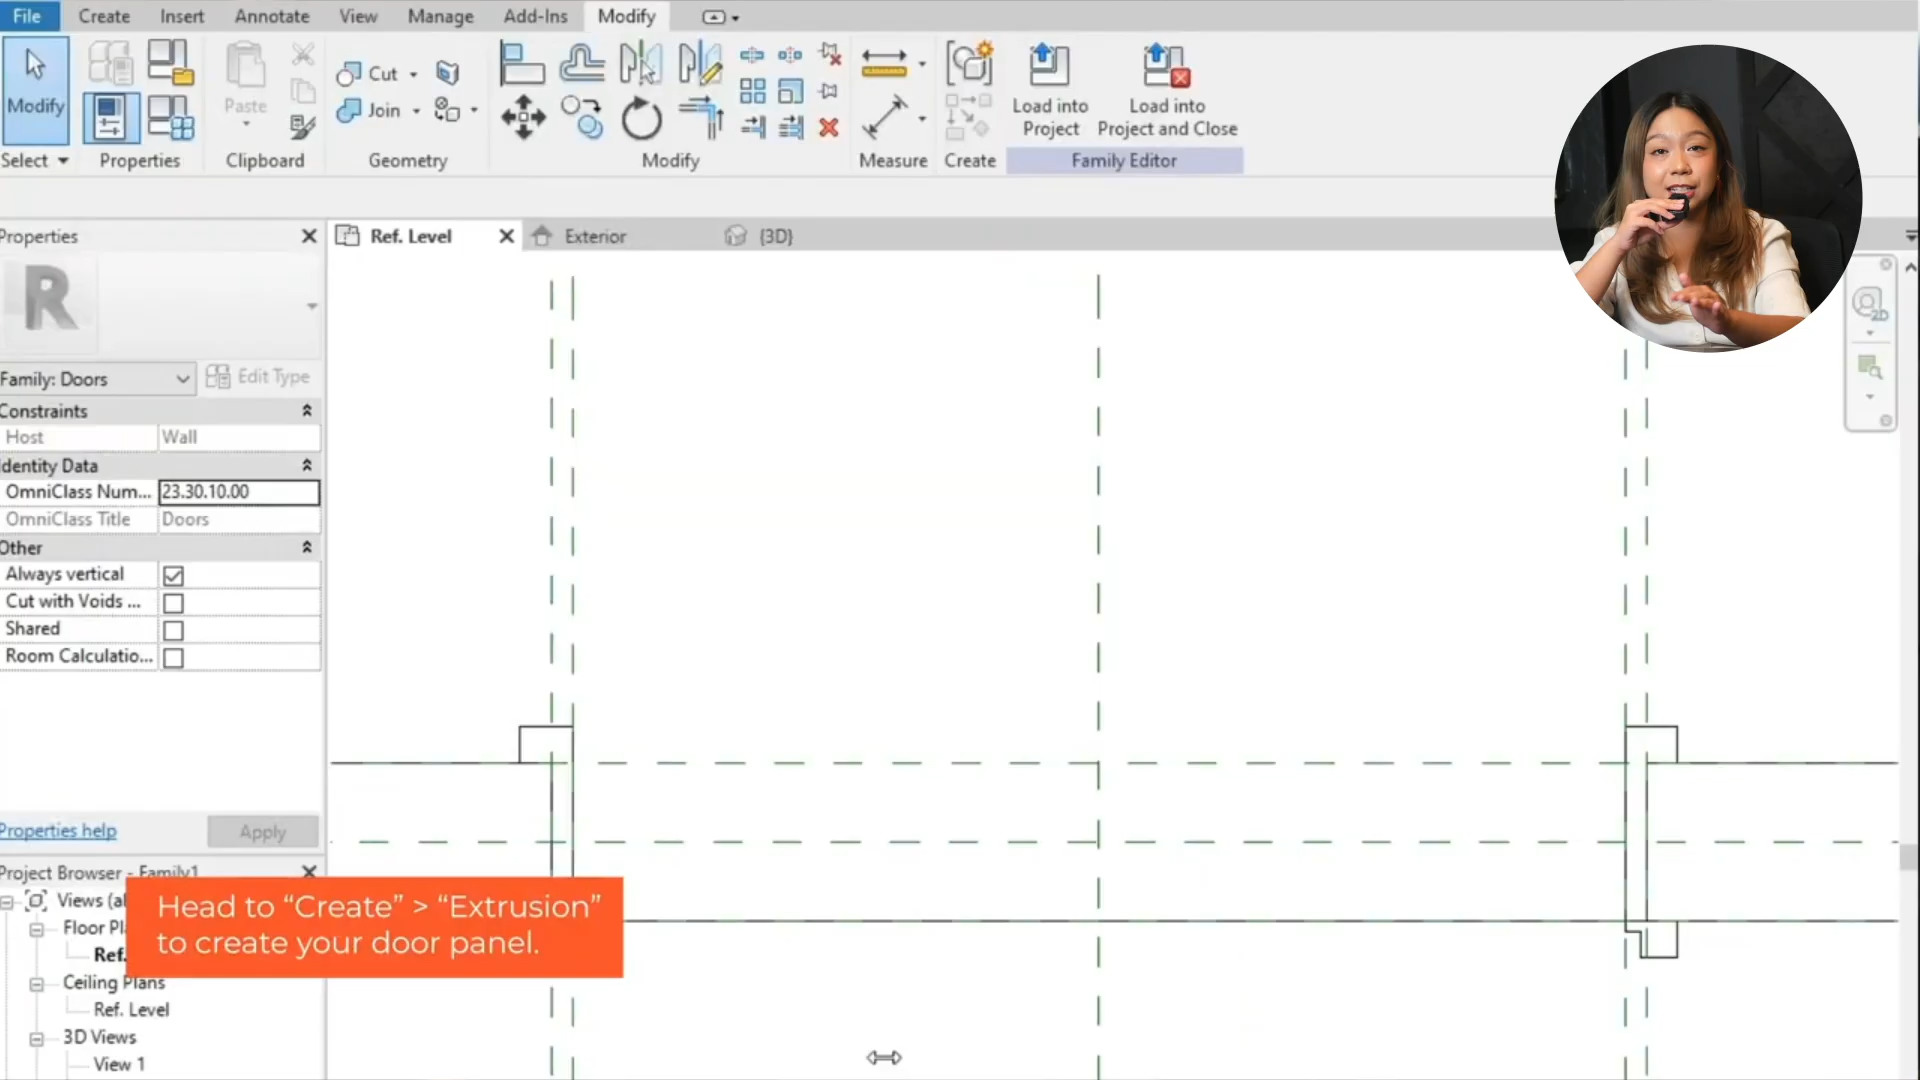 File Create Insert Annotate View Manage Add-Ins Modify
Modify
Select
Properties
Paste
Clipboard
Cut
Join
Geometry
Modify
Measure
Create
Load into
Project
Load into
Project and Close
Family Editor
Properties
R
Family: Doors
Edit Type
Constraints
Host Wall
Identity Data
OmniClass Num... 23.30.10.00
OmniClass Title Doors
Other
Always vertical
Cut with Voids ...
Shared
Room Calculatio...
Properties help Apply
Ref. Level Exterior {3D}
2D
Project Browser - Family1
Views (al
Floor Pl
Ref.
Ceiling Plans
Ref. Level
3D Views
View 1
Head to “Create” > “Extrusion”
to create your door panel.